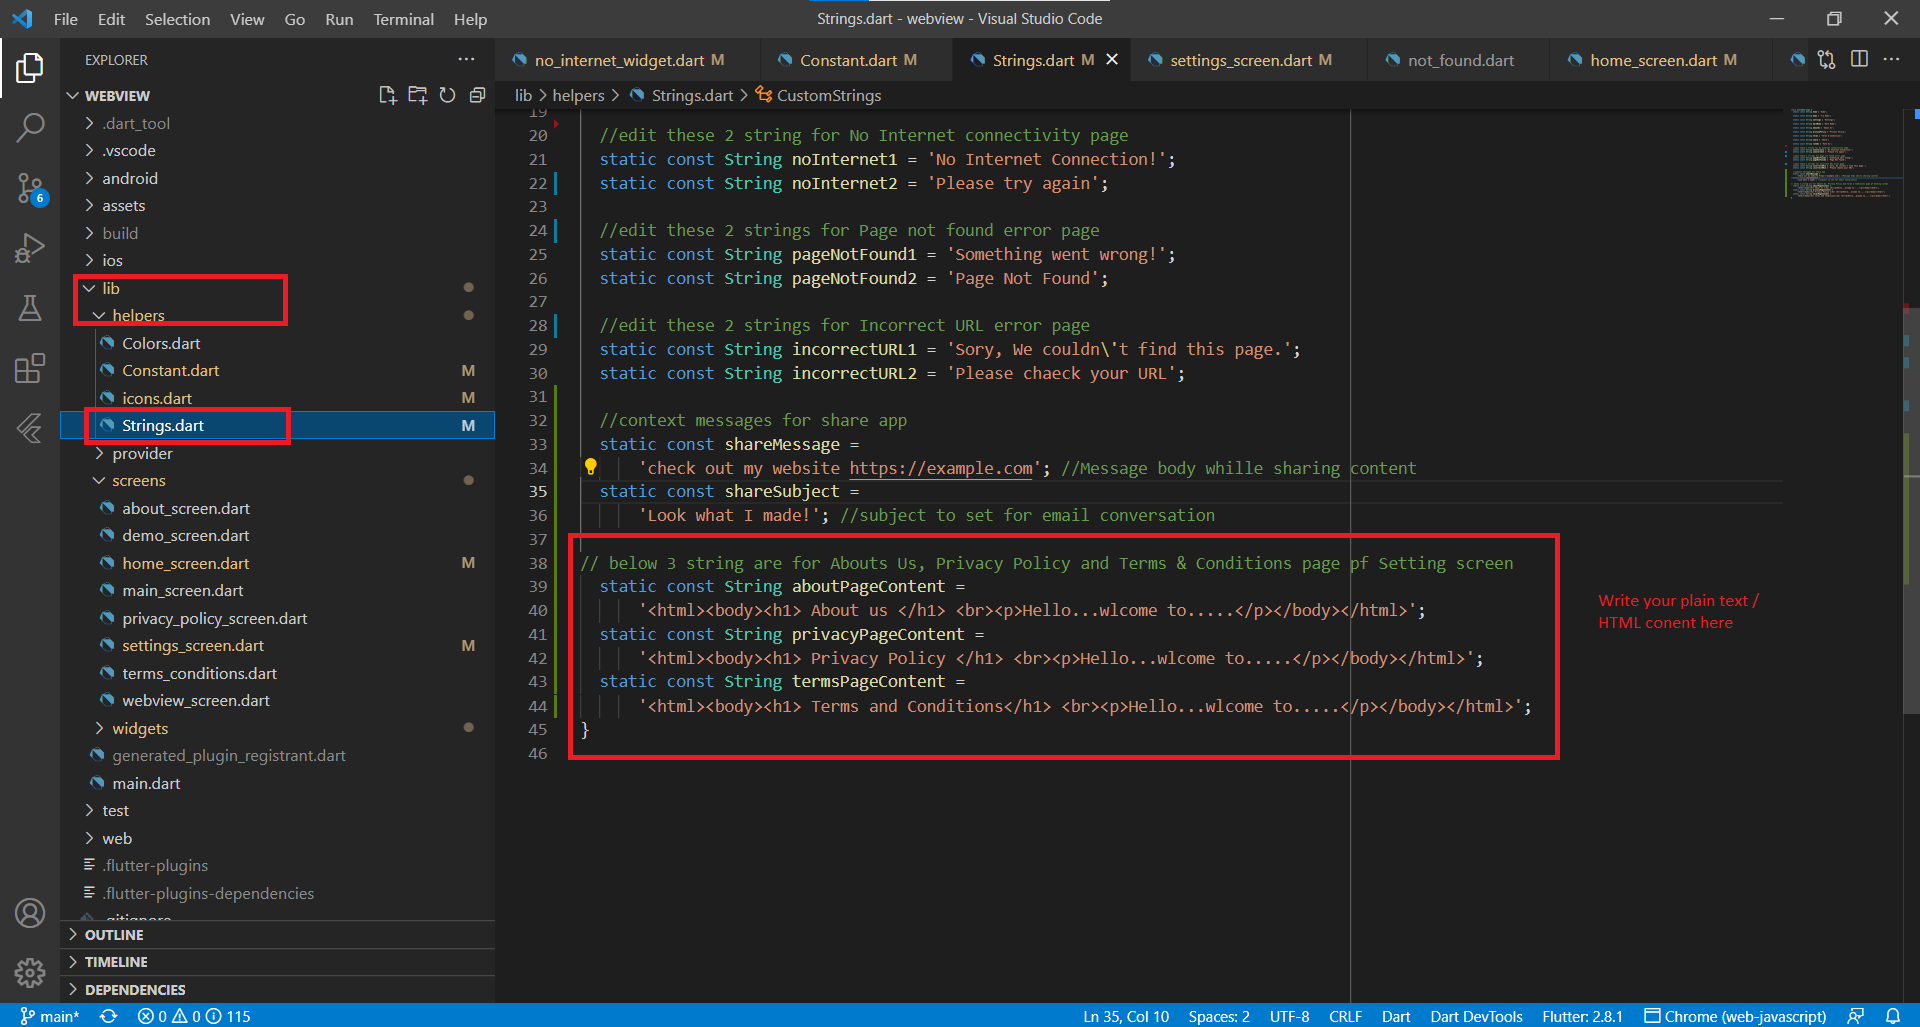 File Edit Selection View Go Run Terminal Help
Strings.dart - webview - Visual Studio Code
EXPLORER
WEBVIEW
.dart_tool
.vscode
android
assets
build
ios
lib
helpers
Colors.dart
Constant.dart M
icons.dart M
Strings.dart M
provider
screens
about_screen.dart
demo_screen.dart
home_screen.dart M
main_screen.dart
privacy_policy_screen.dart
settings_screen.dart M
terms_conditions.dart
webview_screen.dart
widgets
generated_plugin_registrant.dart
main.dart
test
web
.flutter-plugins
.flutter-plugins-dependencies
.gitignore
OUTLINE
TIMELINE
DEPENDENCIES
6
no_internet_widget.dart M Constant.dart M Strings.dart M settings_screen.dart M not_found.dart home_screen.dart M
lib > helpers > Strings.dart > CustomStrings
19
20 //edit these 2 string for No Internet connectivity page
21 static const String noInternet1 = 'No Internet Connection!';
22 static const String noInternet2 = 'Please try again';
23
24 //edit these 2 strings for Page not found error page
25 static const String pageNotFound1 = 'Something went wrong!';
26 static const String pageNotFound2 = 'Page Not Found';
27
28 //edit these 2 strings for Incorrect URL error page
29 static const String incorrectURL1 = 'Sory, We couldn\'t find this page.';
30 static const String incorrectURL2 = 'Please chaeck your URL';
31
32 //context messages for share app
33 static const shareMessage =
34 'check out my website https://example.com'; //Message body whille sharing content
35 static const shareSubject =
36 'Look what I made!'; //subject to set for email conversation
37
38 // below 3 string are for Abouts Us, Privacy Policy and Terms & Conditions page pf Setting screen
39 static const String aboutPageContent =
40 '<html><body><h1> About us </h1> <br><p>Hello...wlcome to.....</p></body></html>';
41 static const String privacyPageContent =
42 '<html><body><h1> Privacy Policy </h1> <br><p>Hello...wlcome to.....</p></body></html>';
43 static const String termsPageContent =
44 '<html><body><h1> Terms and Conditions</h1> <br><p>Hello...wlcome to.....</p></body></html>';
45 }
46
Write your plain text /
HTML conent here
main* 0 0 115 Ln 35, Col 10 Spaces: 2 UTF-8 CRLF Dart Dart DevTools Flutter: 2.8.1 Chrome (web-javascript)